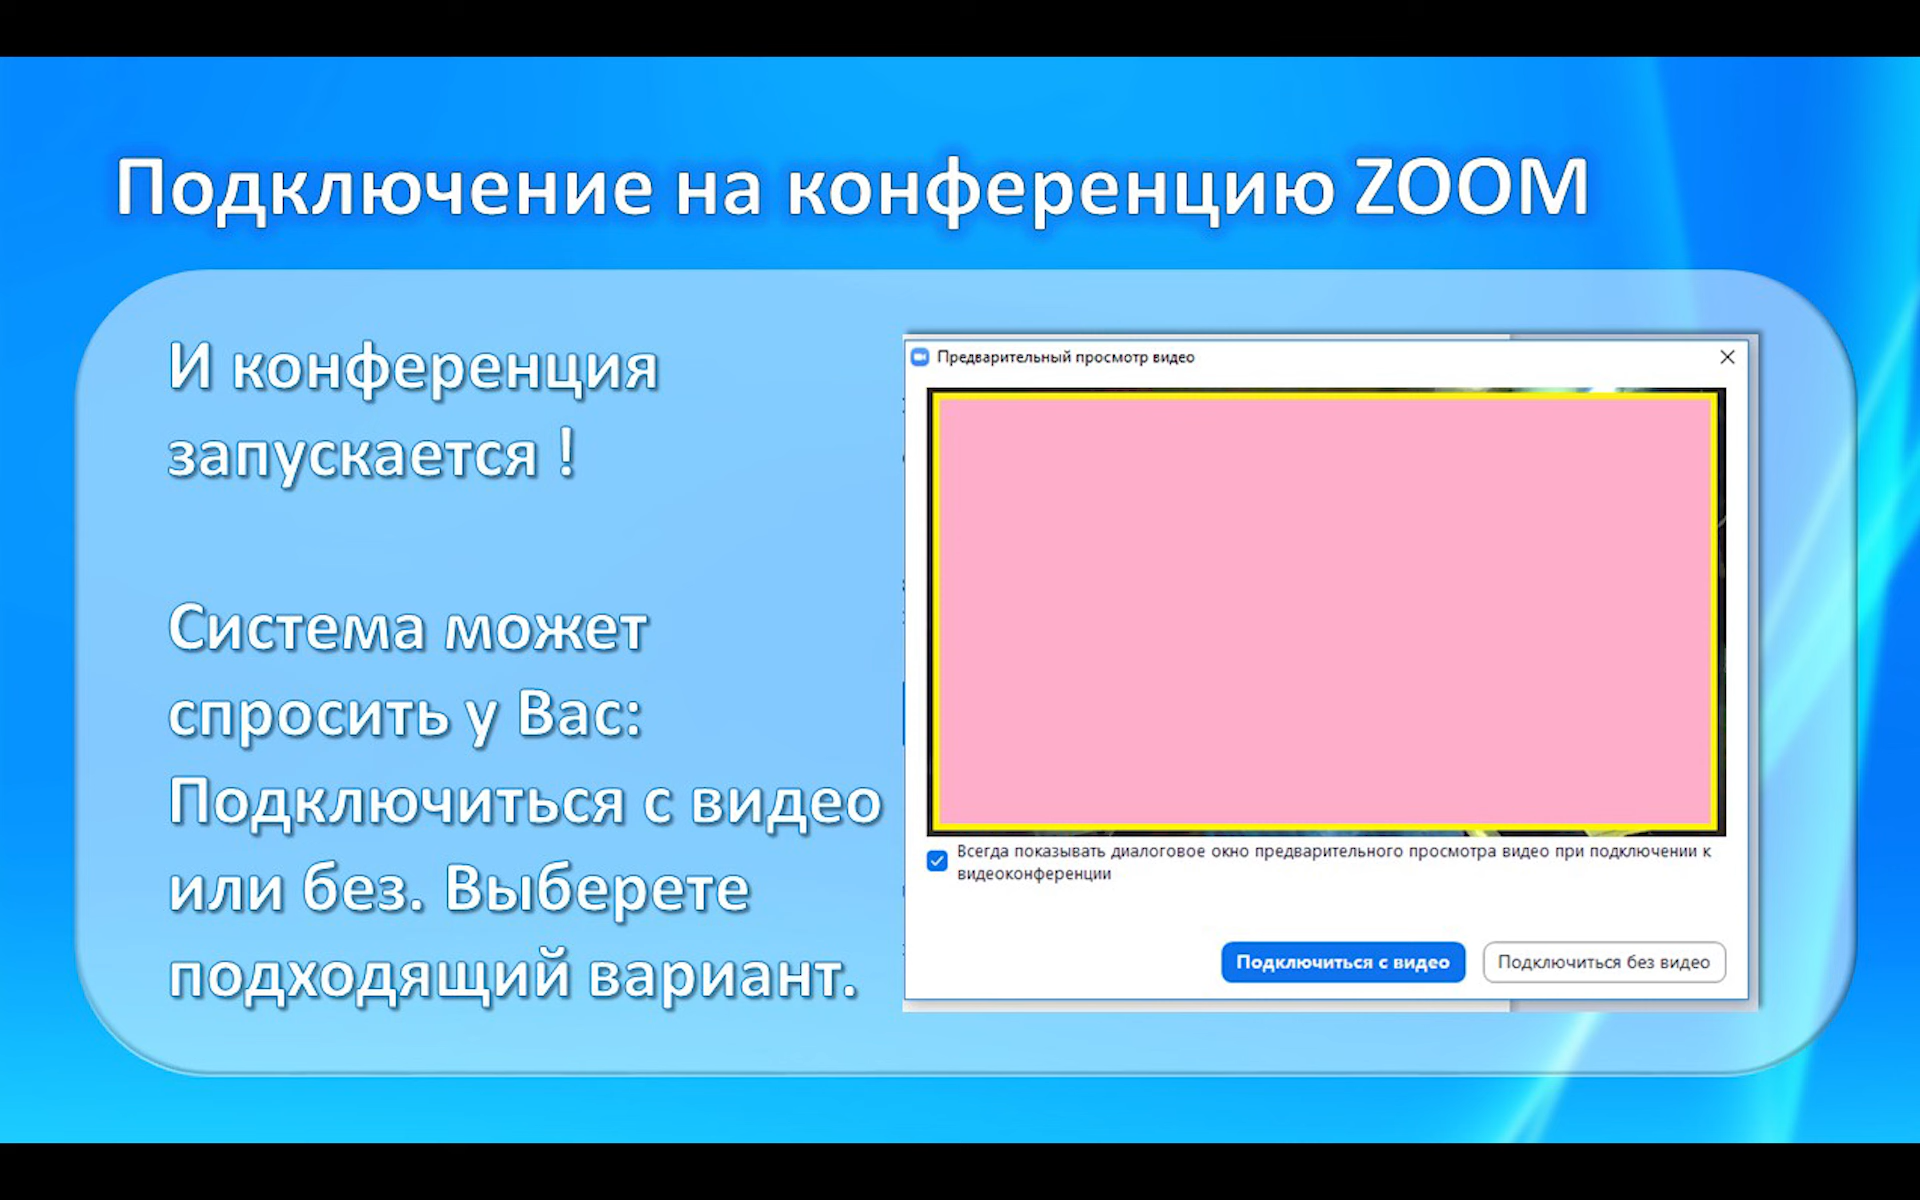 Подключение на конференцию ZOOM
И конференция
запускается !
Система может
спросить у Вас:
Подключиться с видео
или без. Выберете
подходящий вариант.
Предварительный просмотр видео
Всегда показывать диалоговое окно предварительного просмотра видео при подключении к
видеоконференции
Подключиться с видео
Подключиться без видео